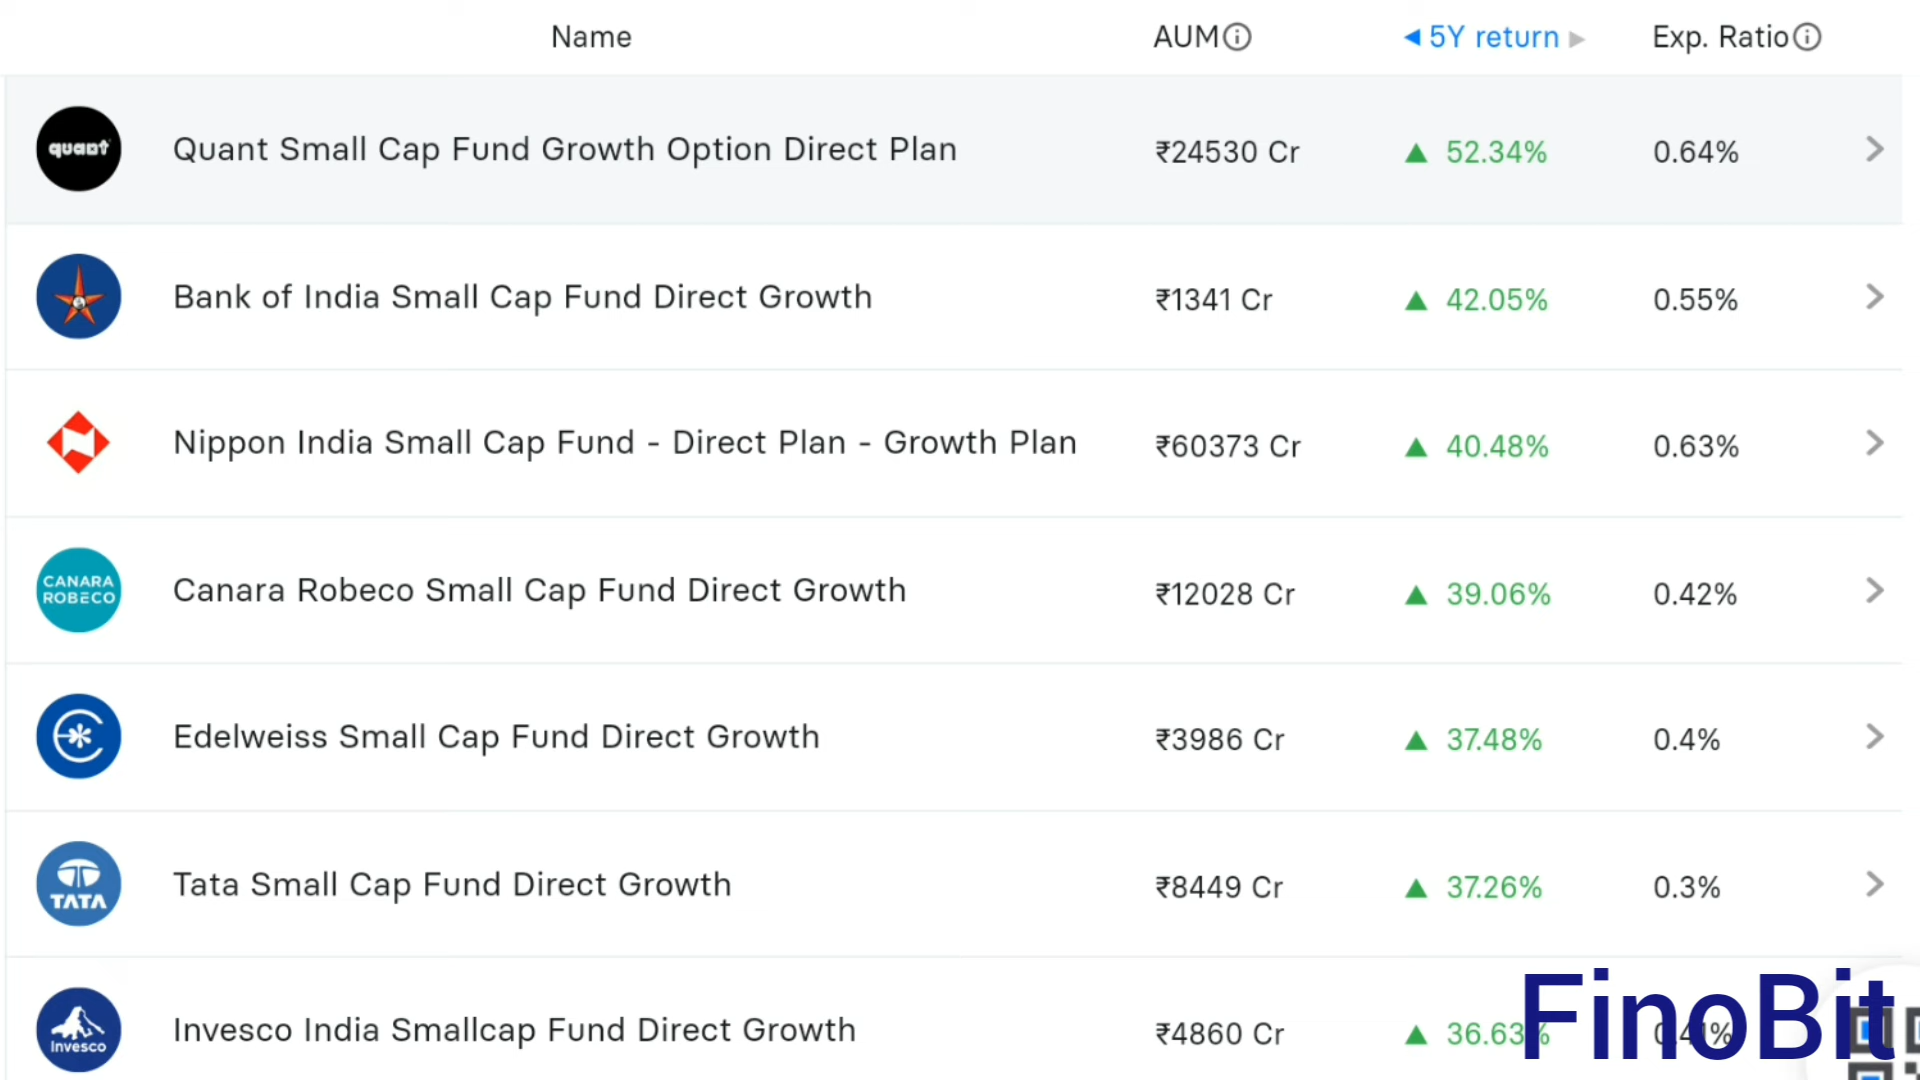 Name AUM 5Y return Exp. Ratio
quant Quant Small Cap Fund Growth Option Direct Plan ₹24530 Cr 52.34% 0.64%
Bank of India Small Cap Fund Direct Growth ₹1341 Cr 42.05% 0.55%
Nippon India Small Cap Fund - Direct Plan - Growth Plan ₹60373 Cr 40.48% 0.63%
CANARA
ROBECO
Canara Robeco Small Cap Fund Direct Growth ₹12028 Cr 39.06% 0.42%
Edelweiss Small Cap Fund Direct Growth ₹3986 Cr 37.48% 0.4%
TATA
Tata Small Cap Fund Direct Growth ₹8449 Cr 37.26% 0.3%
Invesco
Invesco India Smallcap Fund Direct Growth ₹4860 Cr 36.63% 0.41%
FinoBit